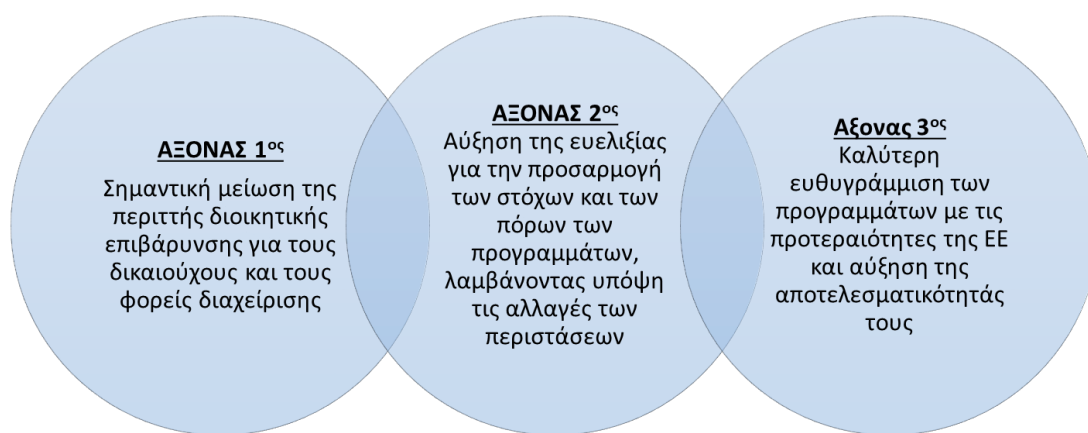 ΑΞΟΝΑΣ 1ος
Σημαντική μείωση της
περιττής διοικητικής
επιβάρυνσης για τους
δικαιούχους και τους
φορείς διαχείρισης
ΑΞΟΝΑΣ 2ος
Αύξηση της ευελιξίας
για την προσαρμογή
των στόχων και των
πόρων των
προγραμμάτων,
λαμβάνοντας υπόψη
τις αλλαγές των
περιστάσεων
Αξονας 3ος
Καλύτερη
ευθυγράμμιση των
προγραμμάτων με τις
προτεραιότητες της ΕΕ
και αύξηση της
αποτελεσματικότητάς
τους